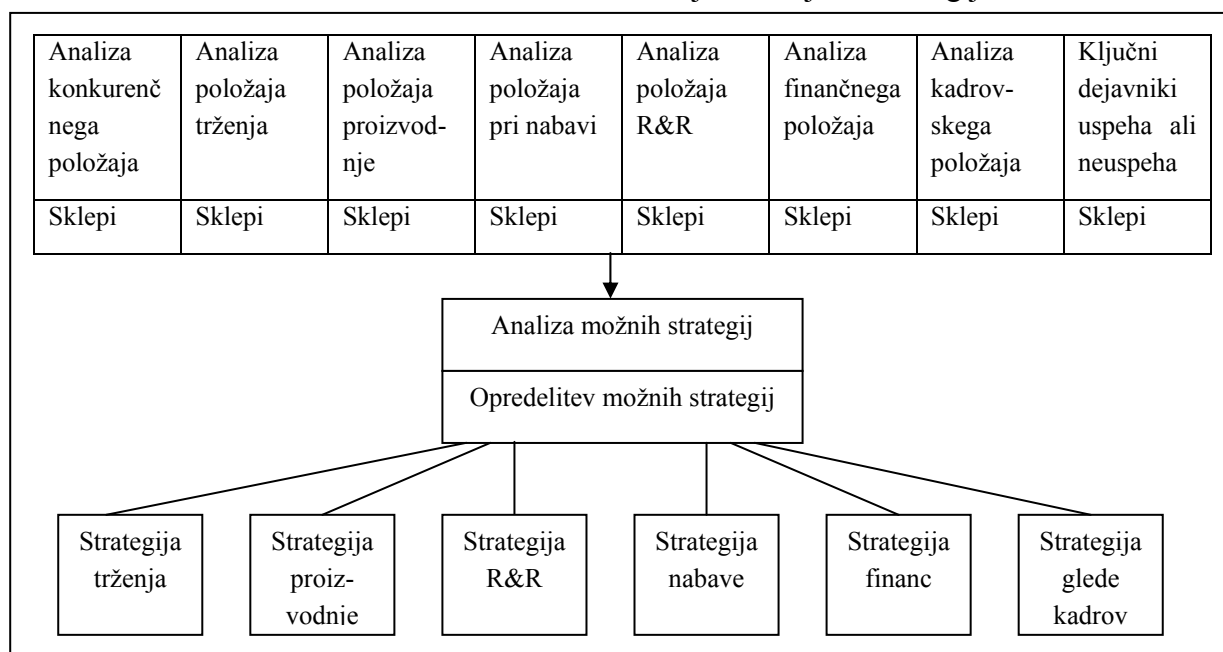 Analiza
konkurenč
nega
položaja
Analiza
položaja
trženja
Analiza
položaja
proizvod-
nje
Analiza
položaja
pri nabavi
Analiza
položaja
R&R
Analiza
finančnega
položaja
Analiza
kadrov-
skega
položaja
Ključni
dejavniki
uspeha ali
neuspeha
Sklepi
Sklepi
Sklepi
Sklepi
Sklepi
Sklepi
Sklepi
Sklepi
Analiza možnih strategij
Opredelitev možnih strategij
Strategija
trženja
Strategija
proiz-
vodnje
Strategija
R&R
Strategija
nabave
Strategija
financ
Strategija
glede
kadrov